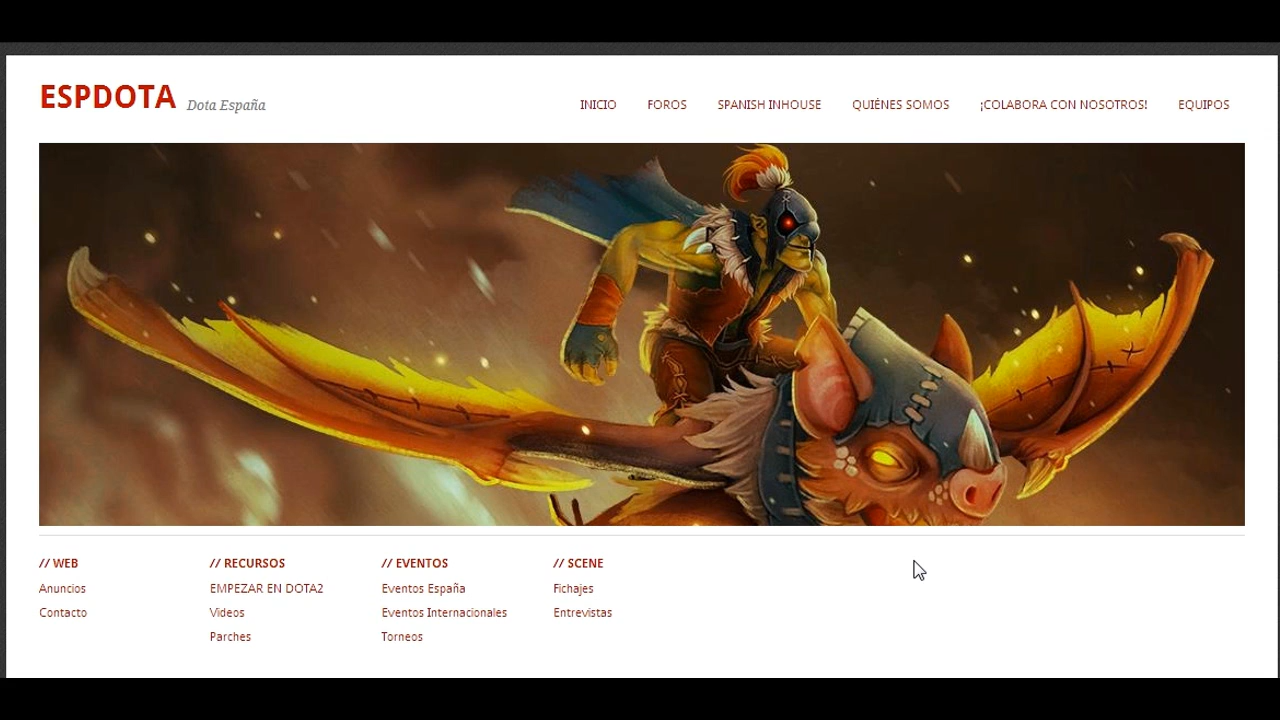 ESPDOTA Dota España
INICIO FOROS SPANISH INHOUSE QUIÉNES SOMOS ¡COLABORA CON NOSOTROS! EQUIPOS
// WEB // RECURSOS // EVENTOS // SCENE
Anuncios EMPEZAR EN DOTA2 Eventos España Fichajes
Contacto Videos Eventos Internacionales Entrevistas
Parches Torneos